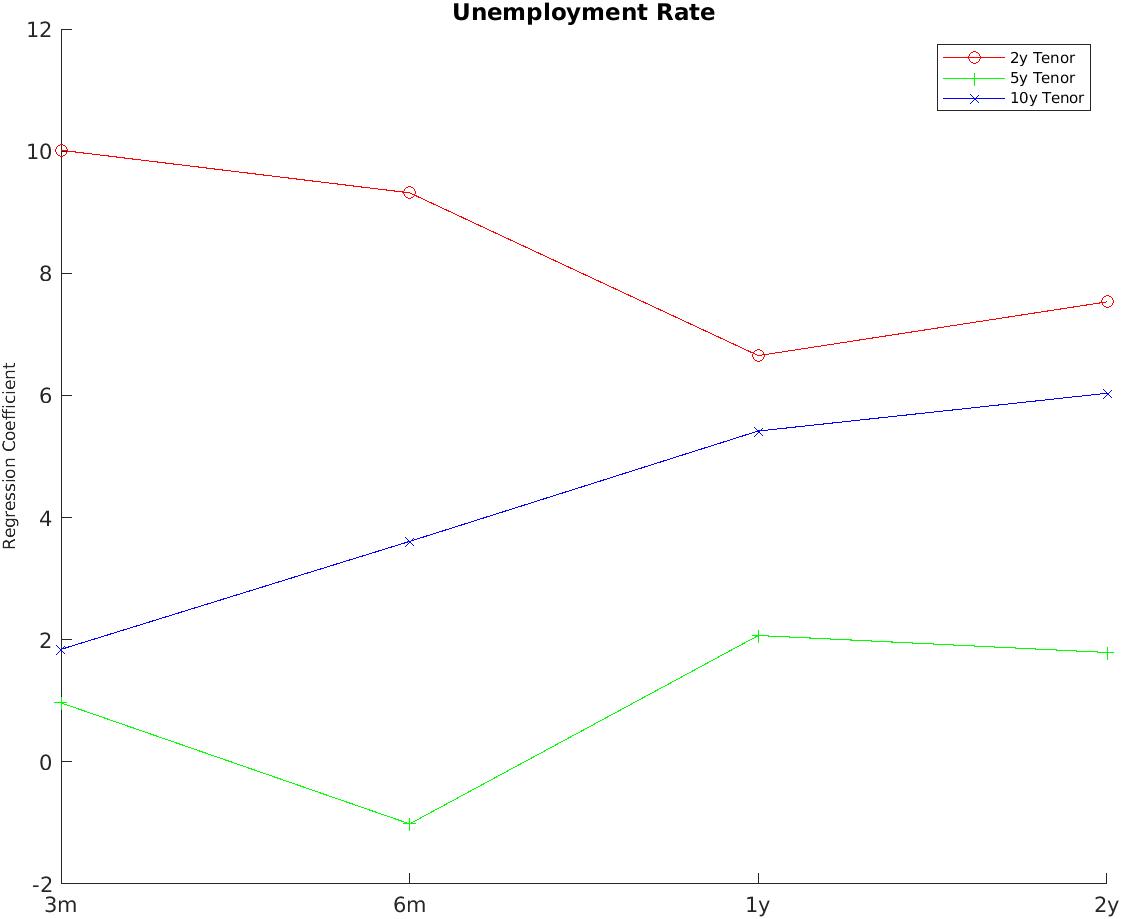 Unemployment Rate
12
10
8
6
4
2
0
-2
Regression Coefficient
2y Tenor
5y Tenor
10y Tenor
3m
6m
1y
2y